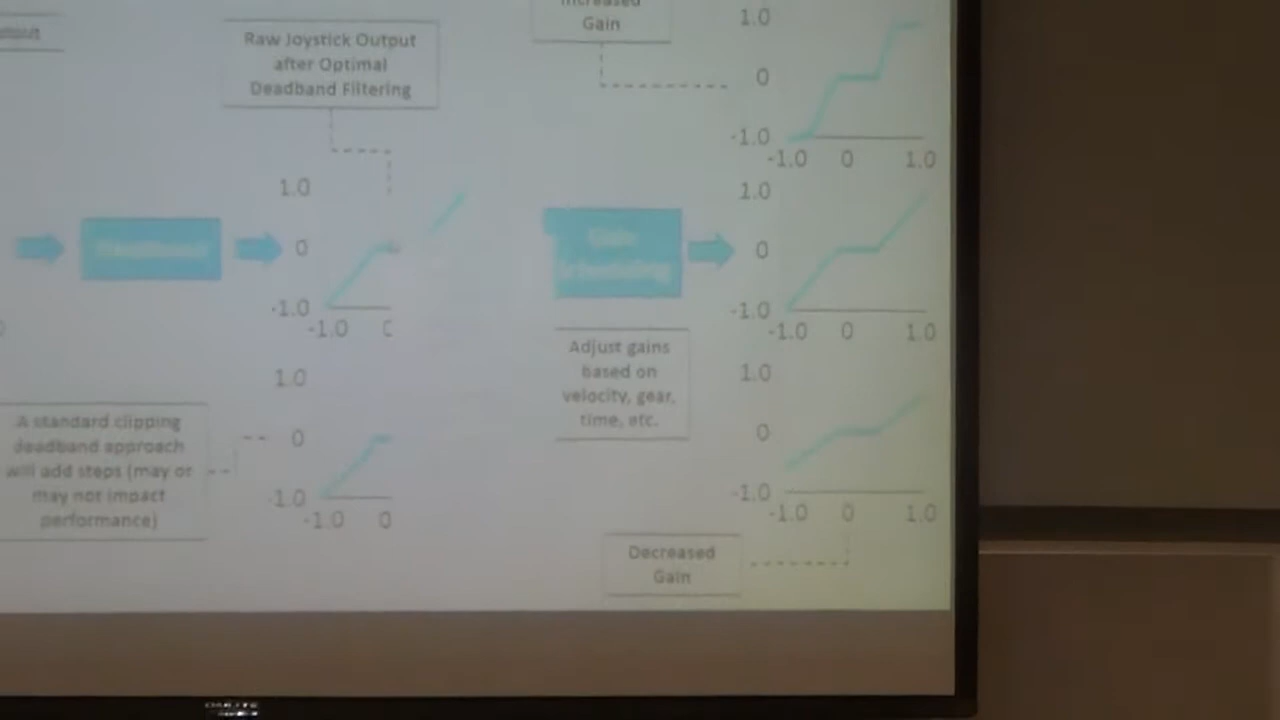 Raw Joystick Output
after Optimal
Deadband Filtering
1.0
0
-1.0
-1.0
1.0
0
-1.0
-1.0 0
A standard clipping
deadband approach
will add steps (may or
may not impact
performance)
Increased
Gain
Gain
Scheduling
Adjust gains
based on
velocity, gear,
time, etc.
Decreased
Gain
1.0
0
-1.0
-1.0 0 1.0
1.0
0
-1.0
-1.0 0 1.0
1.0
0
-1.0
-1.0 0 1.0